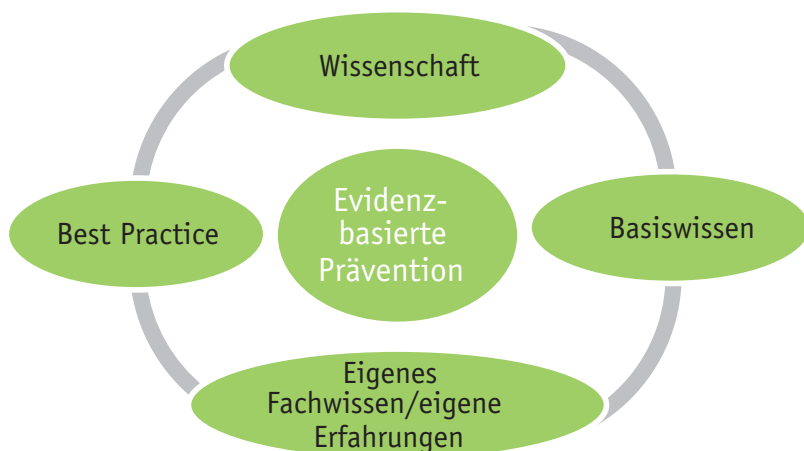 Wissenschaft
Best Practice
Evidenz-
basierte
Prävention
Basiswissen
Eigenes
Fachwissen/eigene
Erfahrungen